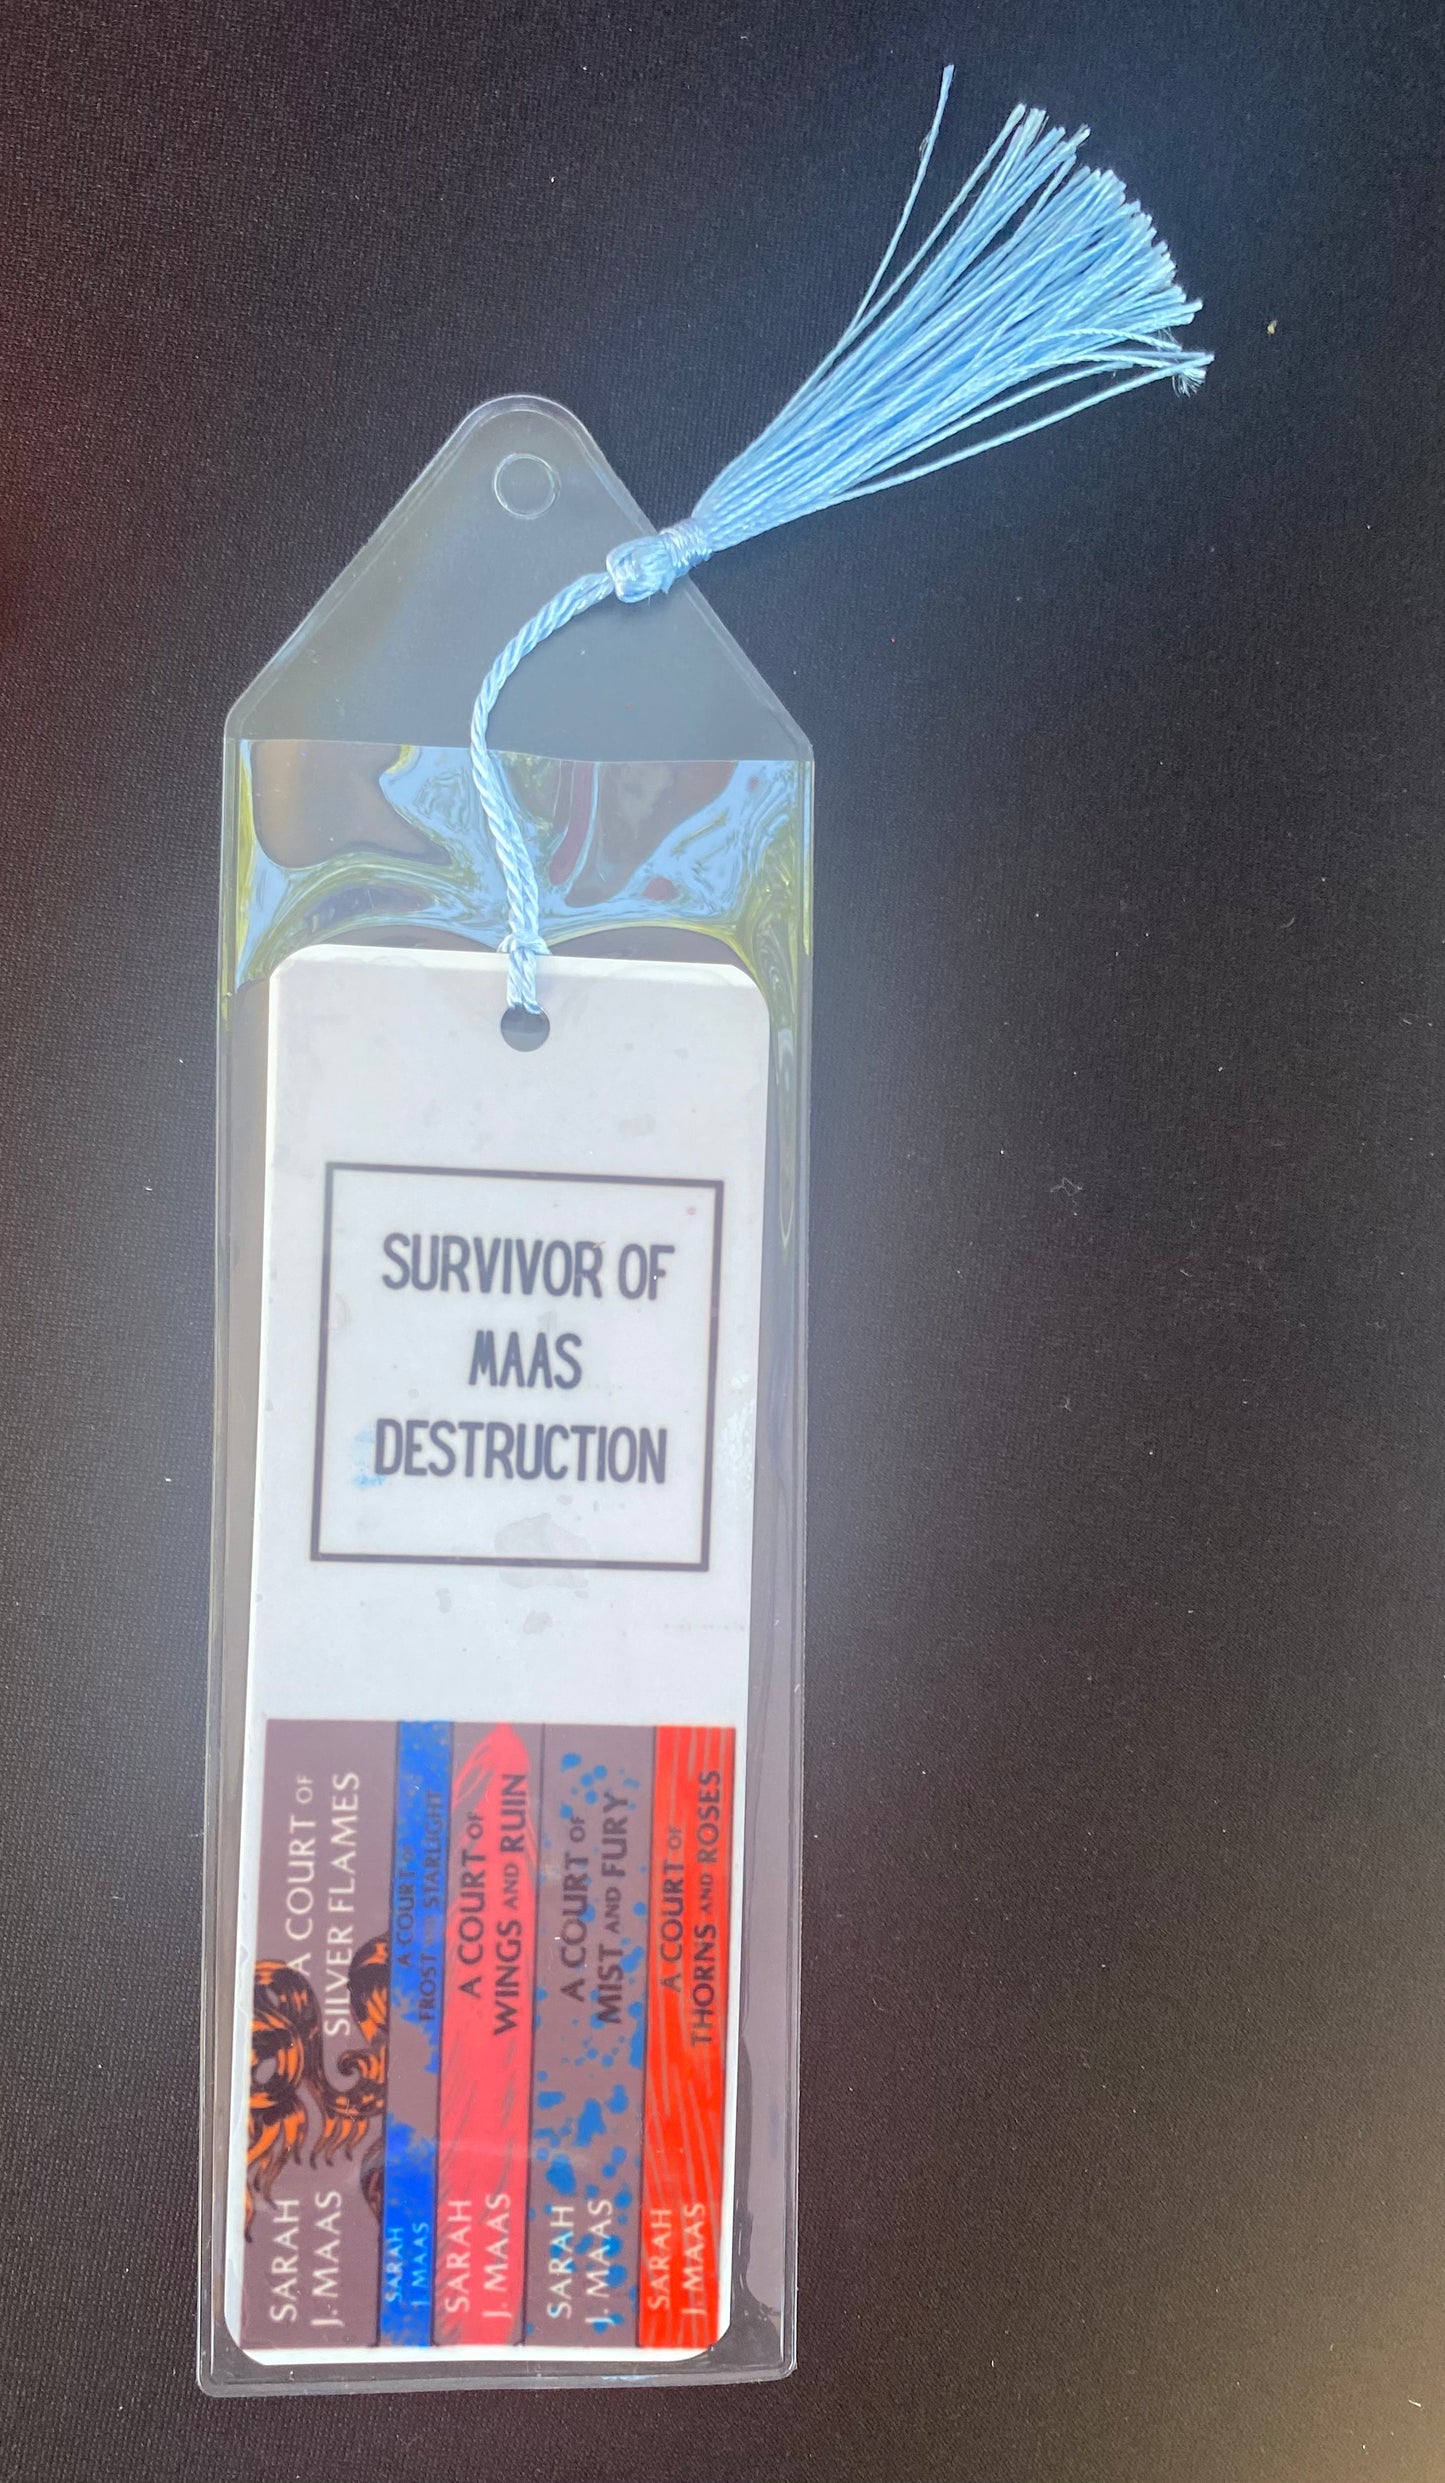 SURVIVOR OF
MAAS
DESTRUCTION
SARAH
J. MAAS
A COURT OF
SILVER FLAMES
SARAH
J MAAS
A COURT OF
FROST AND STARLIGHT
SARAH
J. MAAS
A COURT OF
WINGS AND RUIN
SARAH
J. MAAS
A COURT OF
MIST AND FURY
SARAH
J. MAAS
A COURT OF
THORNS AND ROSES